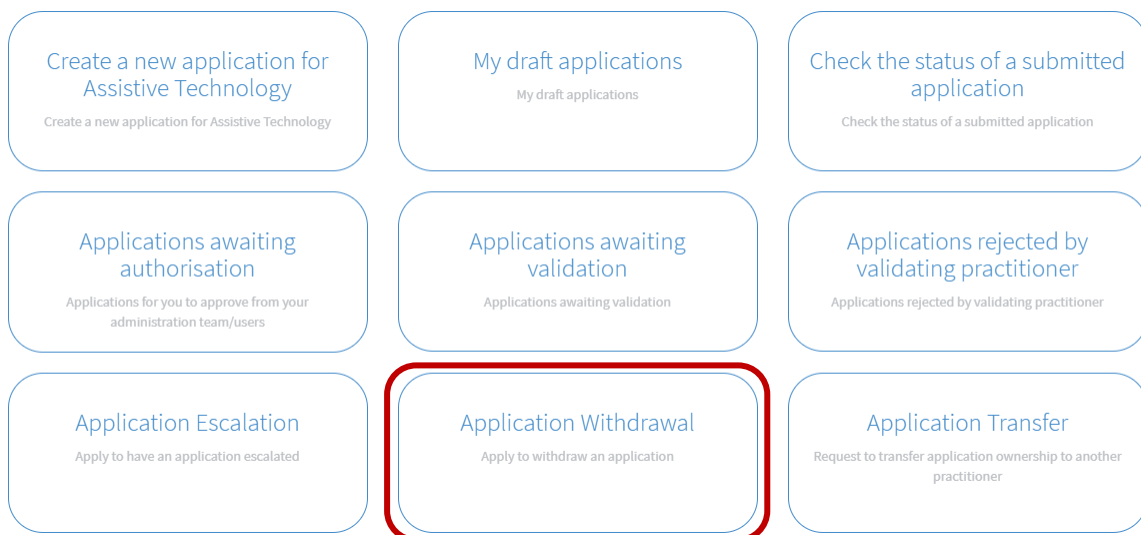 Create a new application for
Assistive Technology
Create a new application for Assistive Technology
My draft applications
My draft applications
Check the status of a submitted
application
Check the status of a submitted application
Applications awaiting
authorisation
Applications for you to approve from your
administration team/users
Applications awaiting
validation
Applications awaiting validation
Applications rejected by
validating practitioner
Applications rejected by validating practitioner
Application Escalation
Apply to have an application escalated
Application Withdrawal
Apply to withdraw an application
Application Transfer
Request to transfer application ownership to another
practitioner